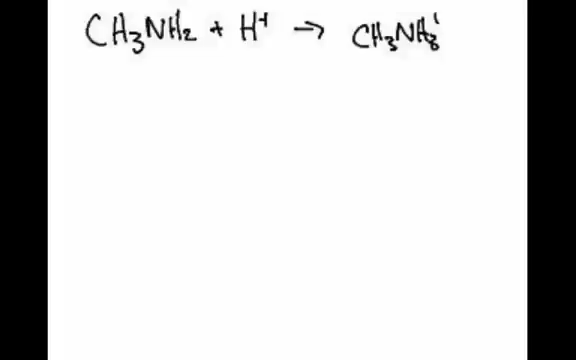 CH₃NH₂ + H⁺ → CH₃NH₃⁺